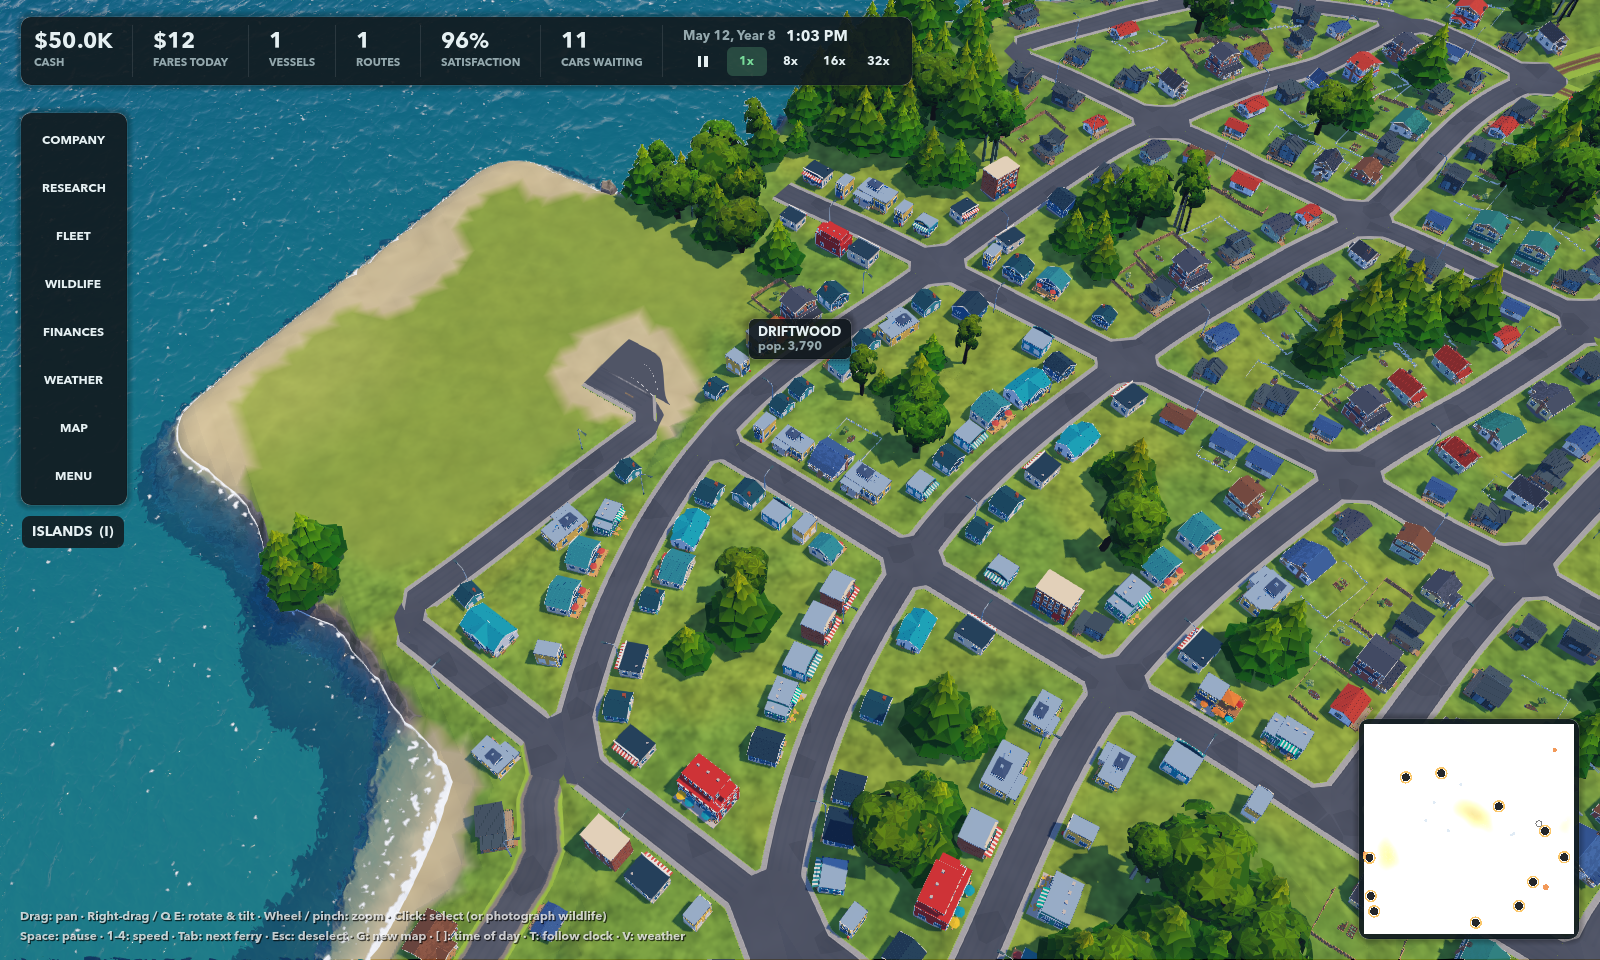 $50.0K
CASH
$12
FARES TODAY
1
VESSELS
1
ROUTES
96%
SATISFACTION
11
CARS WAITING
May 12, Year 8 1:03 PM
1x 8x 16x 32x
COMPANY
RESEARCH
FLEET
WILDLIFE
FINANCES
WEATHER
MAP
MENU
ISLANDS (I)
DRIFTWOOD
pop. 3,790
Drag: pan · Right-drag / Q E: rotate & tilt · Wheel / pinch: zoom · Click: select (or photograph wildlife)
Space: pause · 1-4: speed · Tab: next ferry · Esc: deselect · G: new map · [ ]: time of day · T: follow clock · V: weather